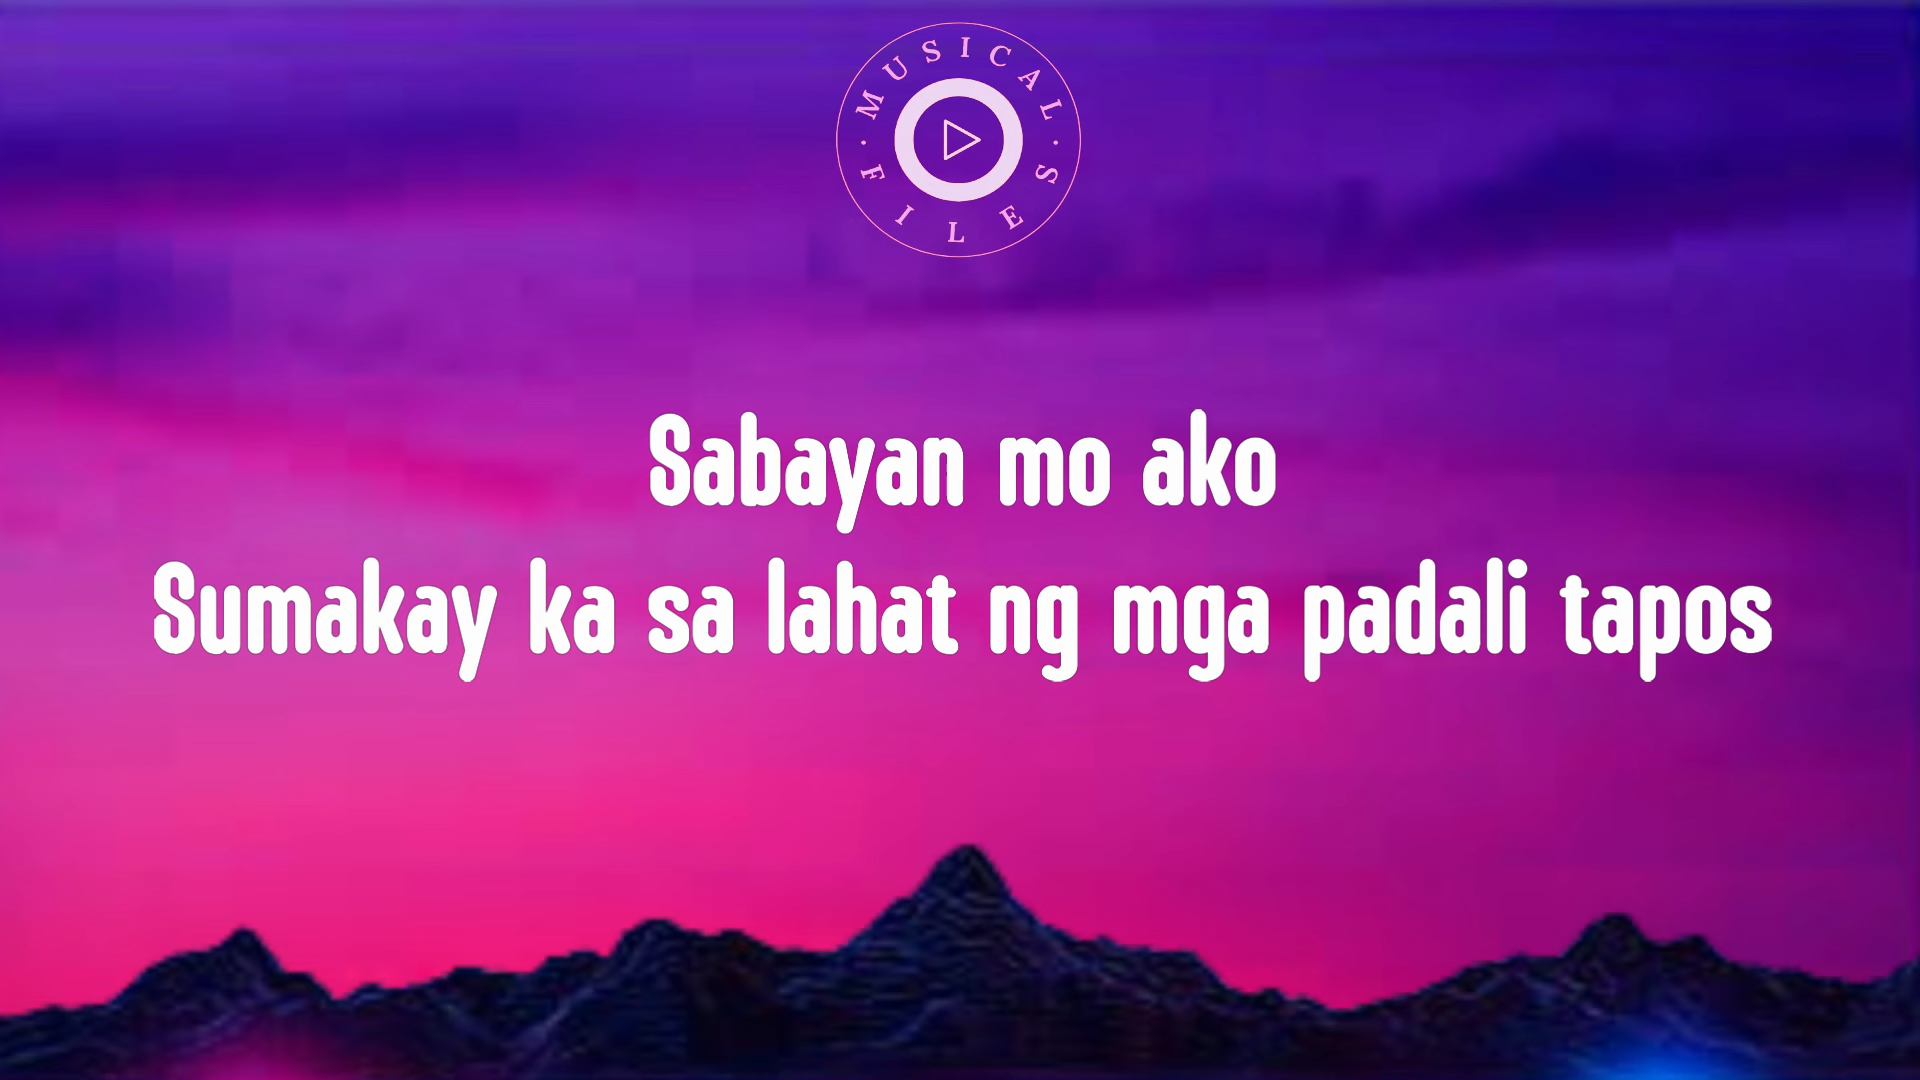 MUSICAL
FILES
Sabayan mo ako
Sumakay ka sa lahat ng mga padali tapos